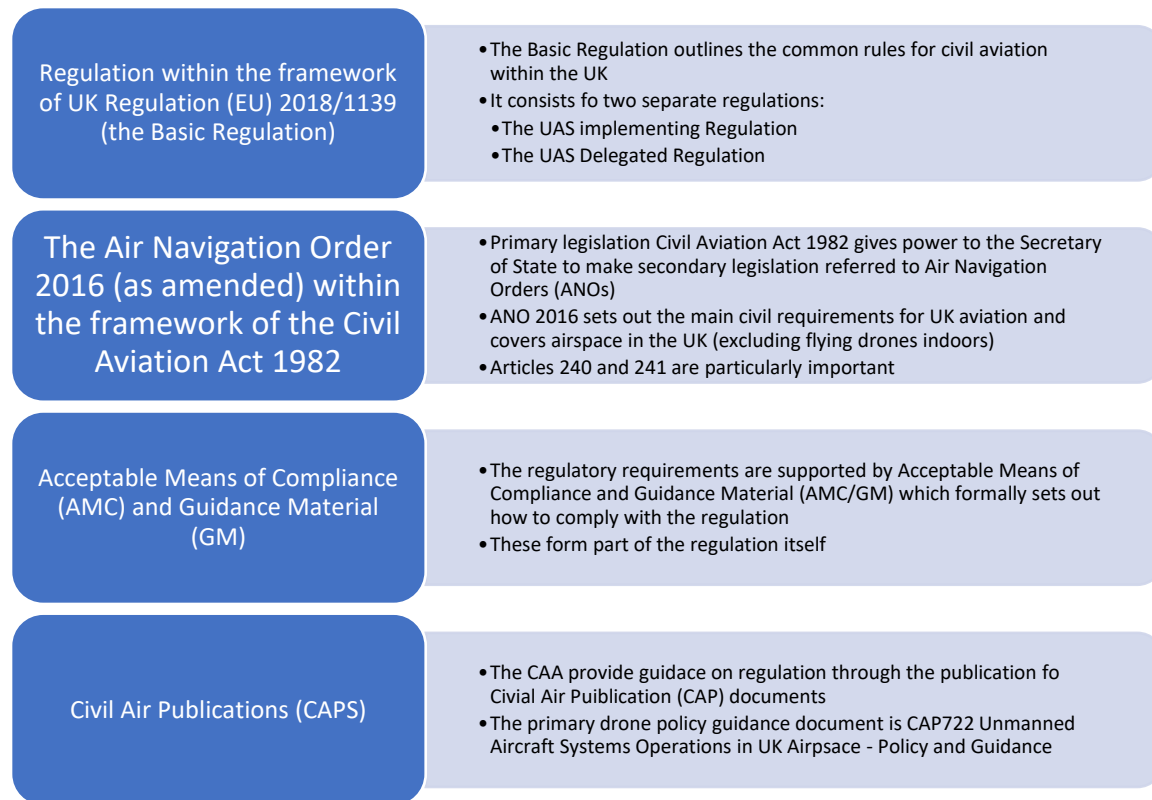 Regulation within the framework
of UK Regulation (EU) 2018/1139
(the Basic Regulation)
•The Basic Regulation outlines the common rules for civil aviation
within the UK
•It consists fo two separate regulations:
•The UAS implementing Regulation
•The UAS Delegated Regulation
The Air Navigation Order
2016 (as amended) within
the framework of the Civil
Aviation Act 1982
•Primary legislation Civil Aviation Act 1982 gives power to the Secretary
of State to make secondary legislation referred to Air Navigation
Orders (ANOs)
•ANO 2016 sets out the main civil requirements for UK aviation and
covers airspace in the UK (excluding flying drones indoors)
•Articles 240 and 241 are particularly important
Acceptable Means of Compliance
(AMC) and Guidance Material
(GM)
•The regulatory requirements are supported by Acceptable Means of
Compliance and Guidance Material (AMC/GM) which formally sets out
how to comply with the regulation
•These form part of the regulation itself
Civil Air Publications (CAPS)
•The CAA provide guidace on regulation through the publication fo
Civial Air Puiblication (CAP) documents
•The primary drone policy guidance document is CAP722 Unmanned
Aircraft Systems Operations in UK Airpsace - Policy and Guidance